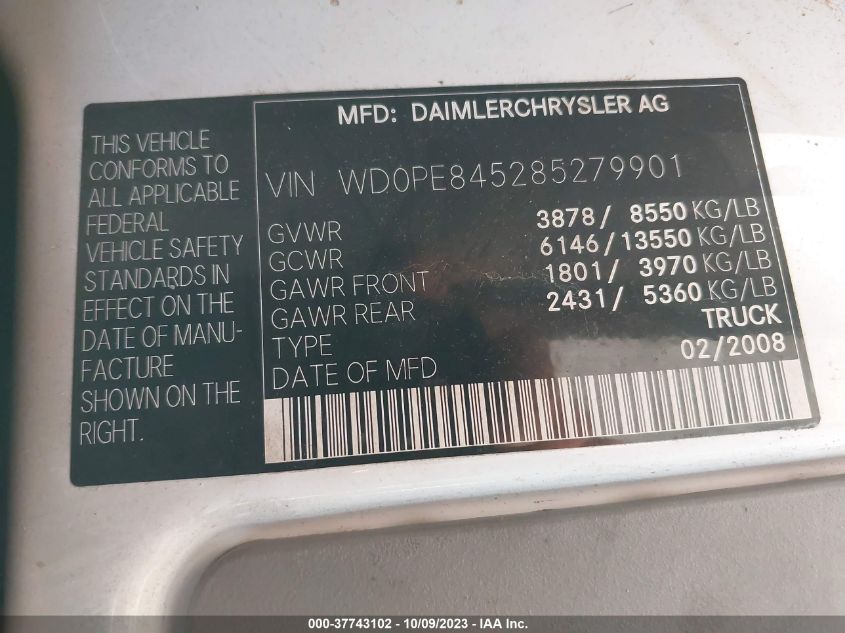 MFD: DAIMLERCHRYSLER AG
THIS VEHICLE
CONFORMS TO
ALL APPLICABLE
FEDERAL
VEHICLE SAFETY
STANDARDS IN
EFFECT ON THE
DATE OF MANU-
FACTURE
SHOWN ON THE
RIGHT.
VIN WD0PE845285279901
GVWR 3878/ 8550 KG/LB
GCWR 6146/13550 KG/LB
GAWR FRONT 1801/ 3970 KG/LB
GAWR REAR 2431/ 5360 KG/LB
TYPE TRUCK
DATE OF MFD 02/2008
000-37743102 - 10/09/2023 - IAA Inc.